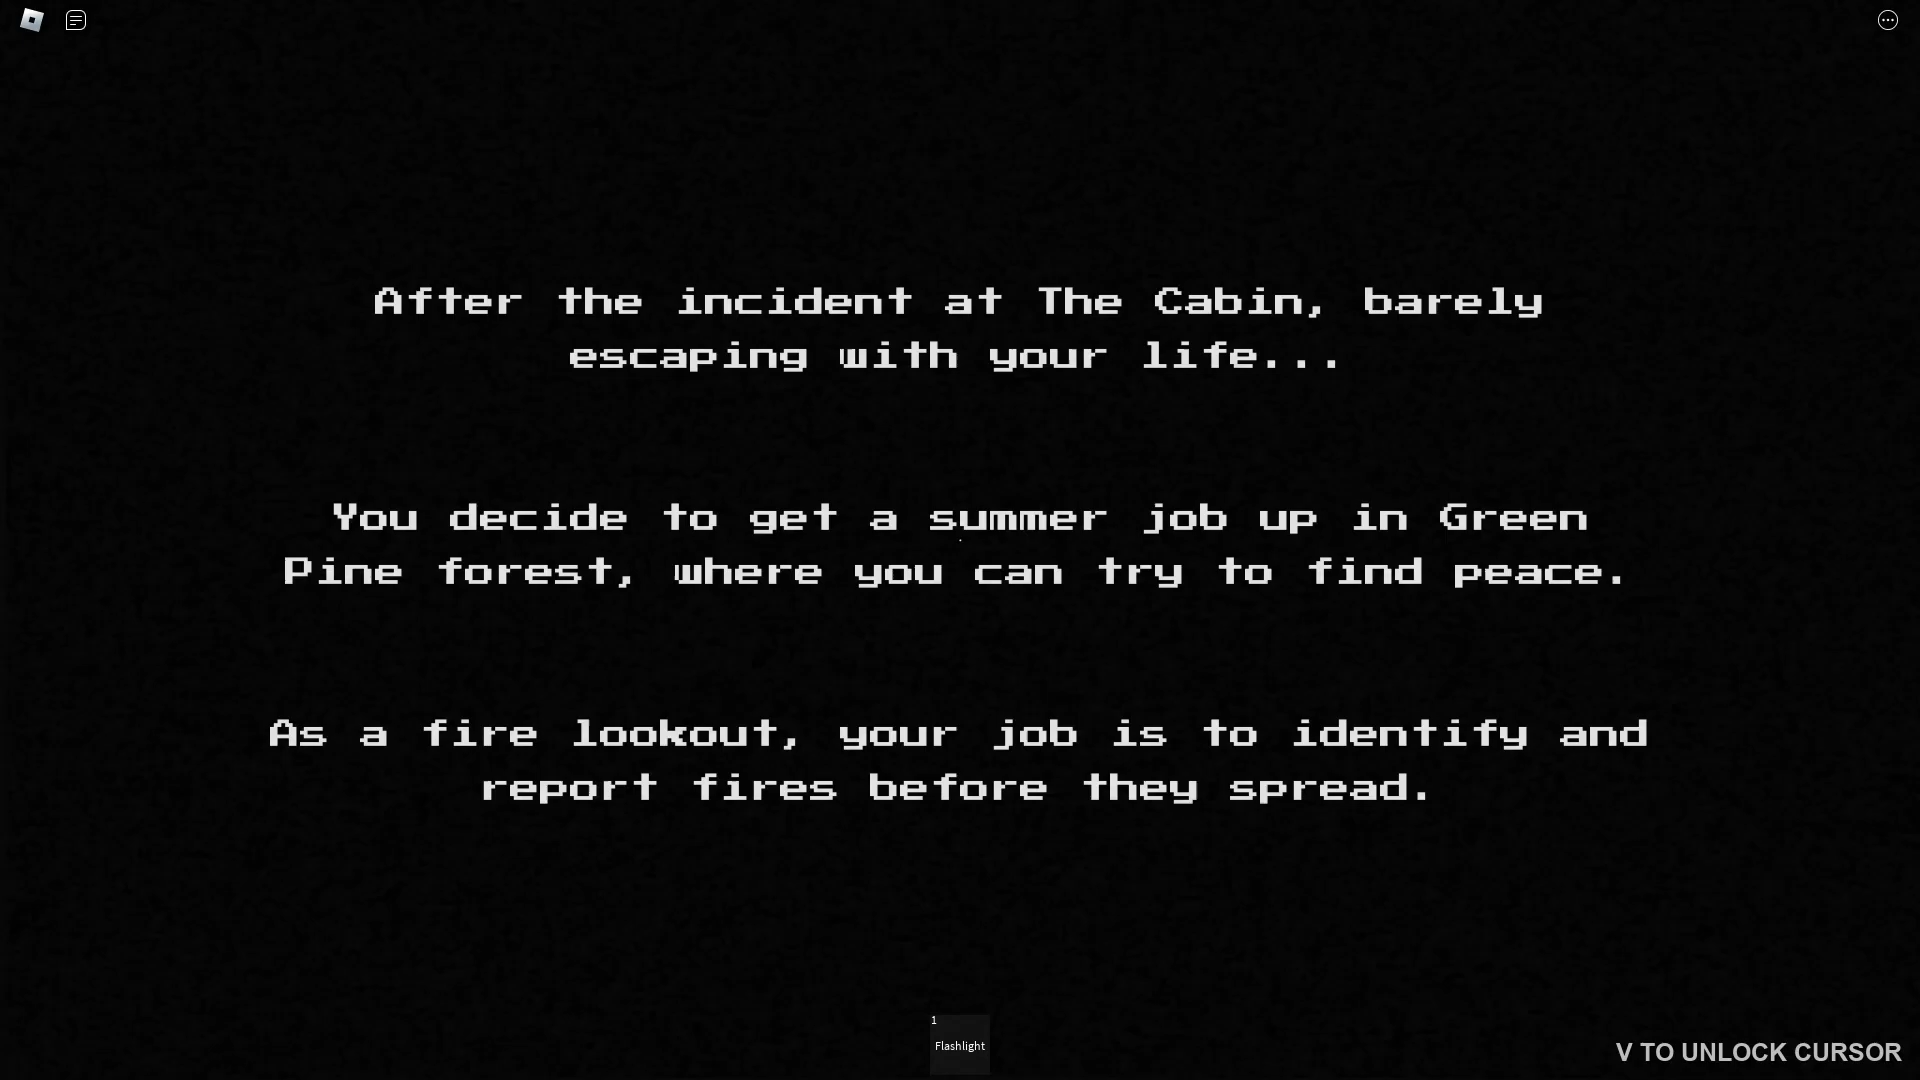 After the incident at The Cabin, barely
escaping with your life...
You decide to get a summer job up in Green
Pine forest, where you can try to find peace.
As a fire lookout, your job is to identify and
report fires before they spread.
1
Flashlight
V TO UNLOCK CURSOR